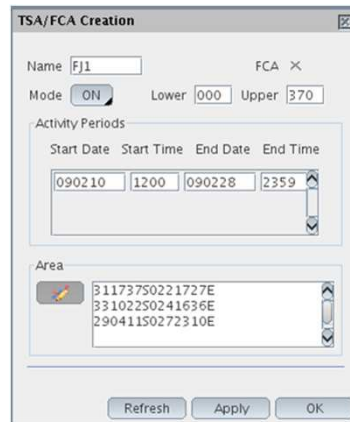 TSA/FCA Creation
Name FJ1 FCA
Mode ON Lower 000 Upper 370
Activity Periods
Start Date Start Time End Date End Time
090210 1200 090228 2359
Area
311737S0221727E
331022S0241636E
290411S0272310E
Refresh Apply OK